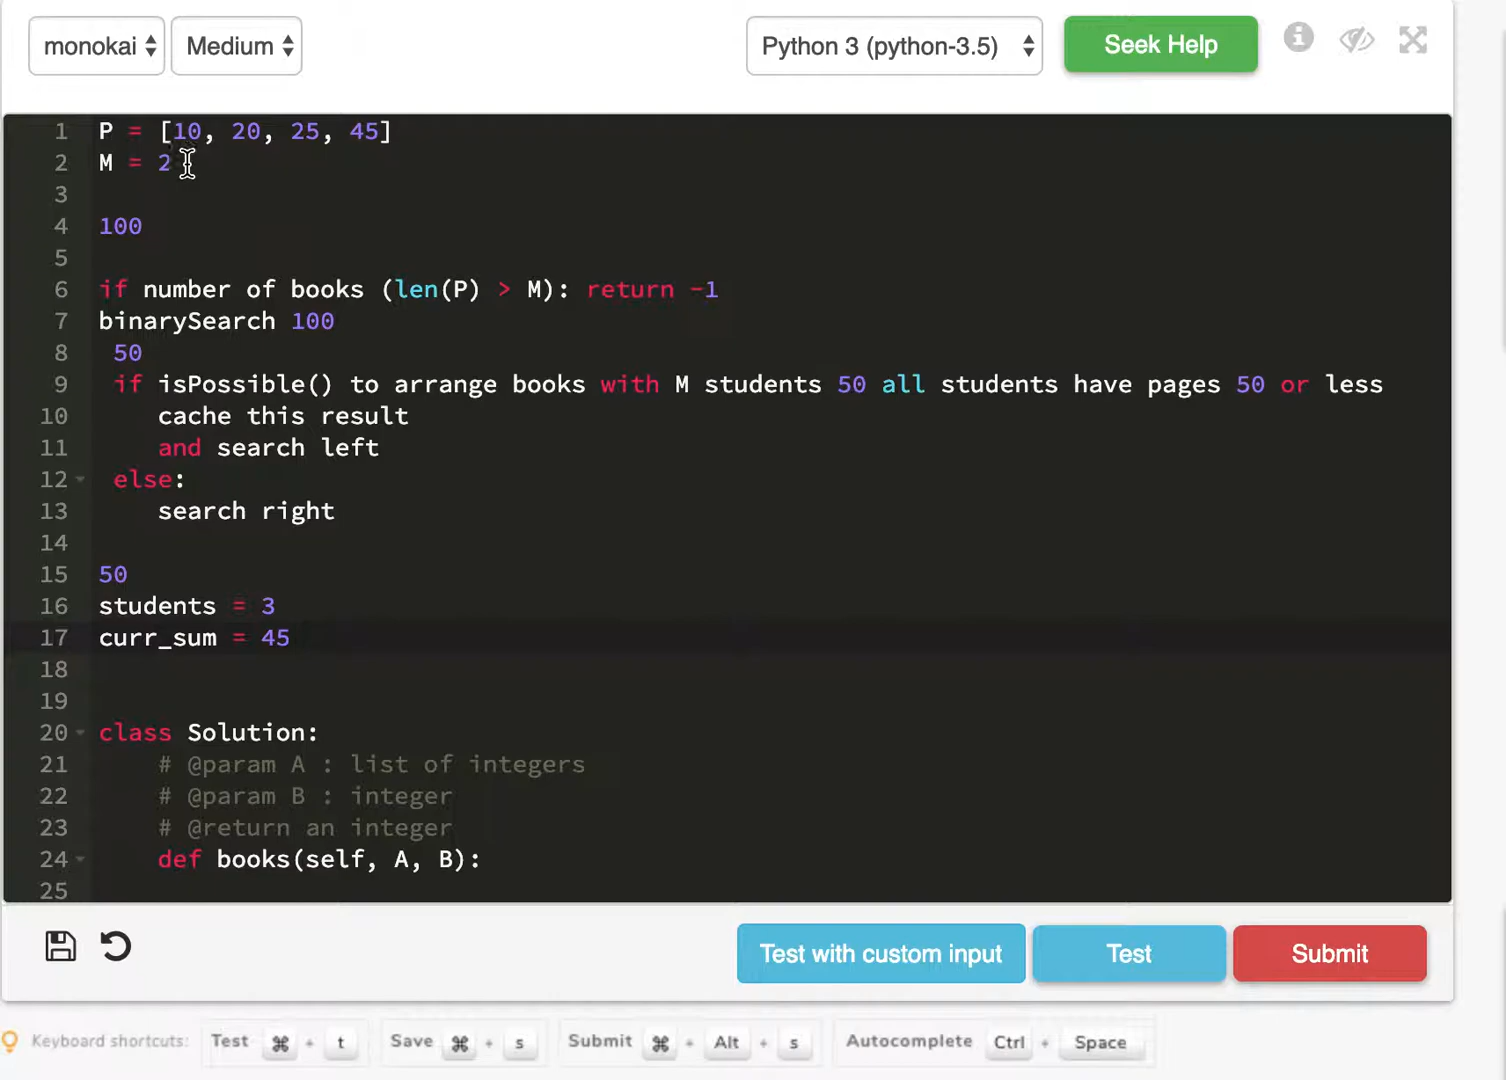 monokai Medium Python 3 (python-3.5) Seek Help
1 P = [10, 20, 25, 45]
2 M = 2
3
4 100
5
6 if number of books (len(P) > M): return -1
7 binarySearch 100
8 50
9 if isPossible() to arrange books with M students 50 all students have pages 50 or less
10 cache this result
11 and search left
12 else:
13 search right
14
15 50
16 students = 3
17 curr_sum = 45
18
19
20 class Solution:
21 # @param A : list of integers
22 # @param B : integer
23 # @return an integer
24 def books(self, A, B):
25
Test with custom input Test Submit
Keyboard shortcuts: Test ⌘ + t Save ⌘ + s Submit ⌘ + Alt + s Autocomplete Ctrl + Space